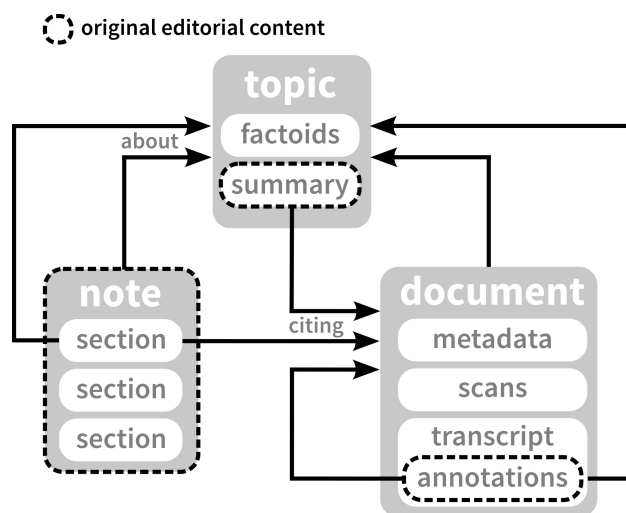 original editorial content
topic
factoids
about
summary
note
document
citing
section
metadata
section
scans
section
transcript
annotations